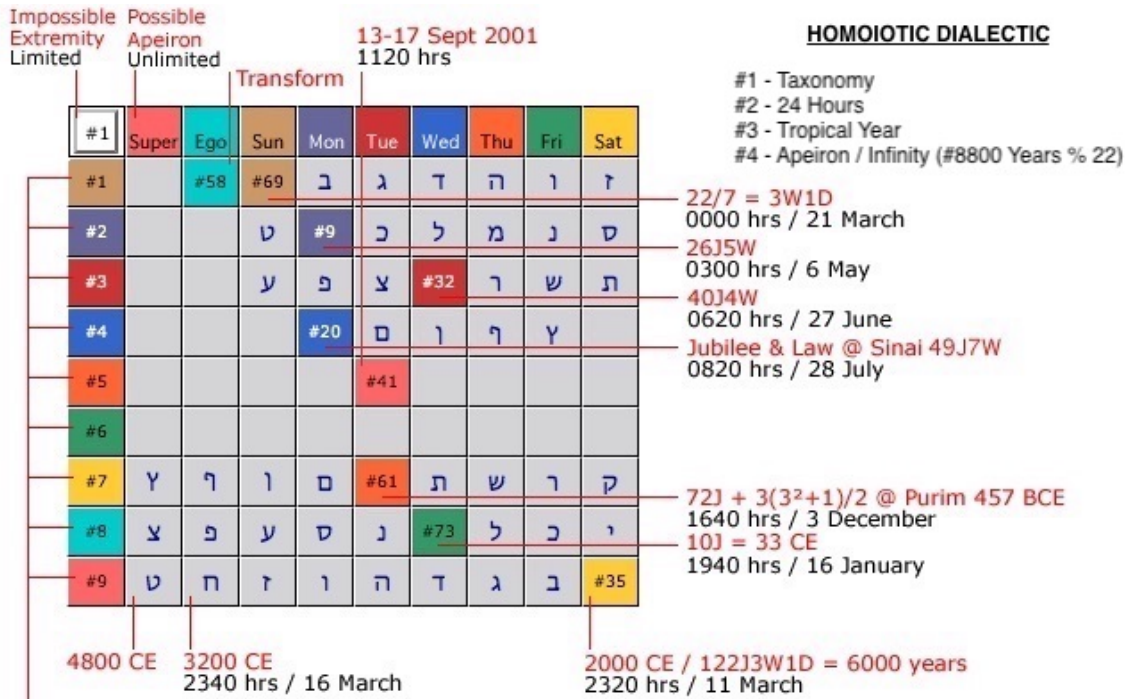 Impossible Extremity
Limited
Possible Apeiron
Unlimited
Transform
13-17 Sept 2001
1120 hrs
HOMOIOTIC DIALECTIC
#1 - Taxonomy
#2 - 24 Hours
#3 - Tropical Year
#4 - Apeiron / Infinity (#8800 Years % 22)
#1 Super Ego Sun Mon Tue Wed Thu Fri Sat
#1 #58 #69 ב ג ד ה ו ז
#2 ט #9 כ ל מ נ ס
#3 ע פ צ #32 ר ש ת
#4 #20 ם ן ף ץ
#5 #41
#6
#7 ץ ף ן ם #61 ת ש ר ק
#8 צ פ ע ס נ #73 ל כ י
#9 ט ח ז ו ה ד ג ב #35
22/7 = 3W1D
0000 hrs / 21 March
26J5W
0300 hrs / 6 May
40J4W
0620 hrs / 27 June
Jubilee & Law @ Sinai 49J7W
0820 hrs / 28 July
72J + 3(3²+1)/2 @ Purim 457 BCE
1640 hrs / 3 December
10J = 33 CE
1940 hrs / 16 January
4800 CE
3200 CE
2340 hrs / 16 March
2000 CE / 122J3W1D = 6000 years
2320 hrs / 11 March